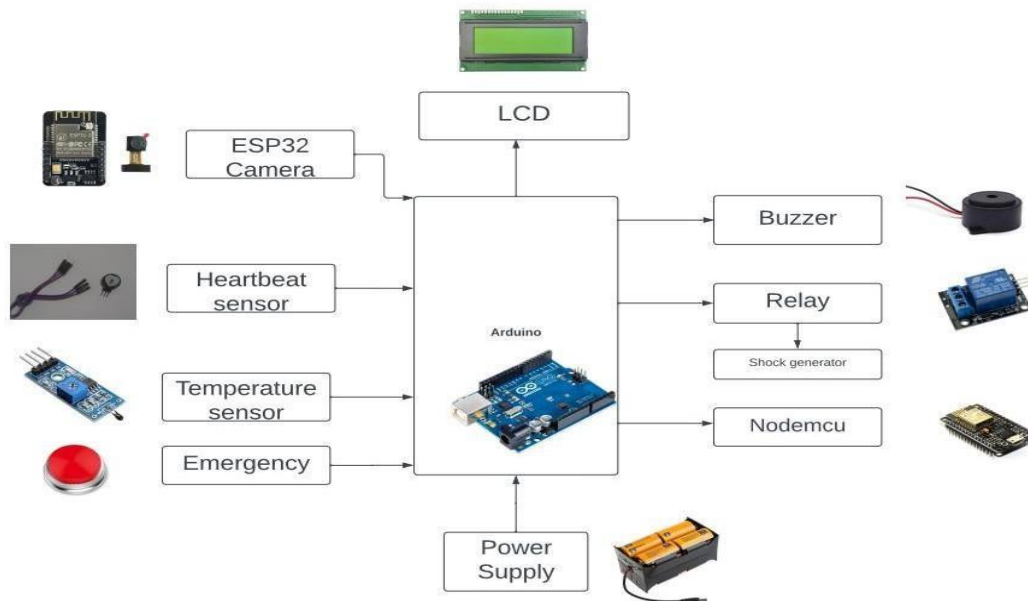 LCD
ESP32
Camera
Buzzer
Heartbeat
sensor
Relay
Arduino
Shock generator
Temperature
sensor
Nodemcu
Emergency
Power
Supply